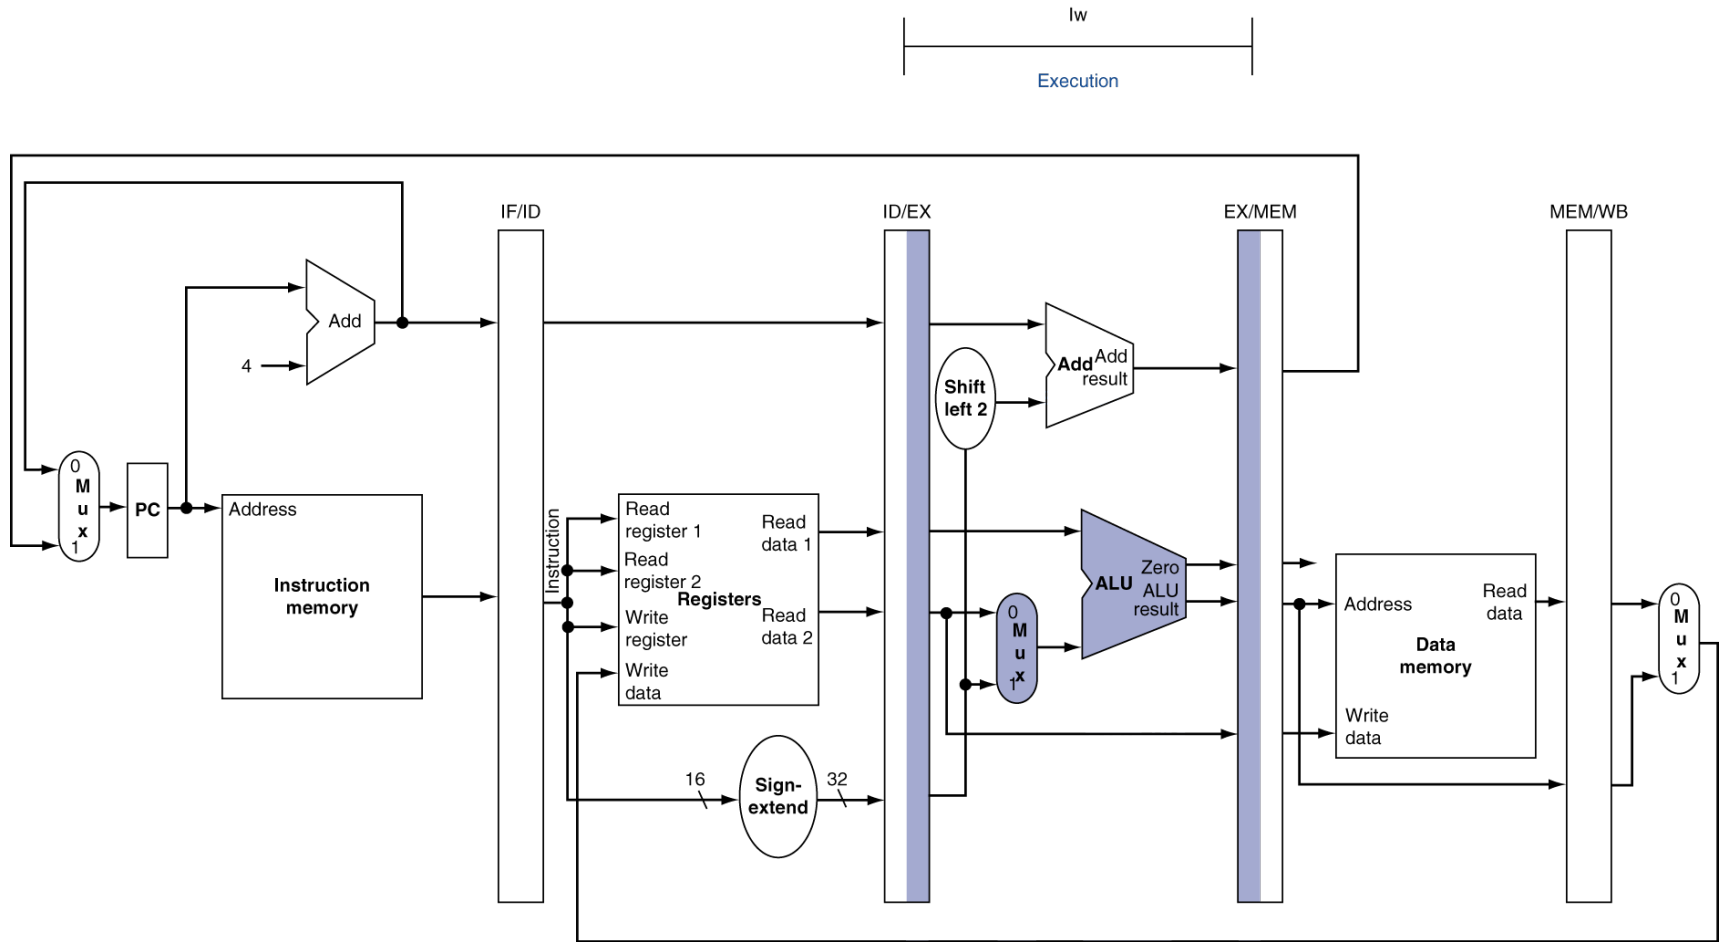 lw
Execution
IF/ID
ID/EX
EX/MEM
MEM/WB
Add
4
Add
Add
result
Shift
left 2
0
M
u
x
1
PC
Address
Instruction
memory
Instruction
Read
register 1
Read
register 2
Write
register
Write
data
Registers
Read
data 1
Read
data 2
0
M
u
x
1
ALU
Zero
ALU
result
Address
Read
data
Data
memory
Write
data
0
M
u
x
1
16
Sign-
extend
32